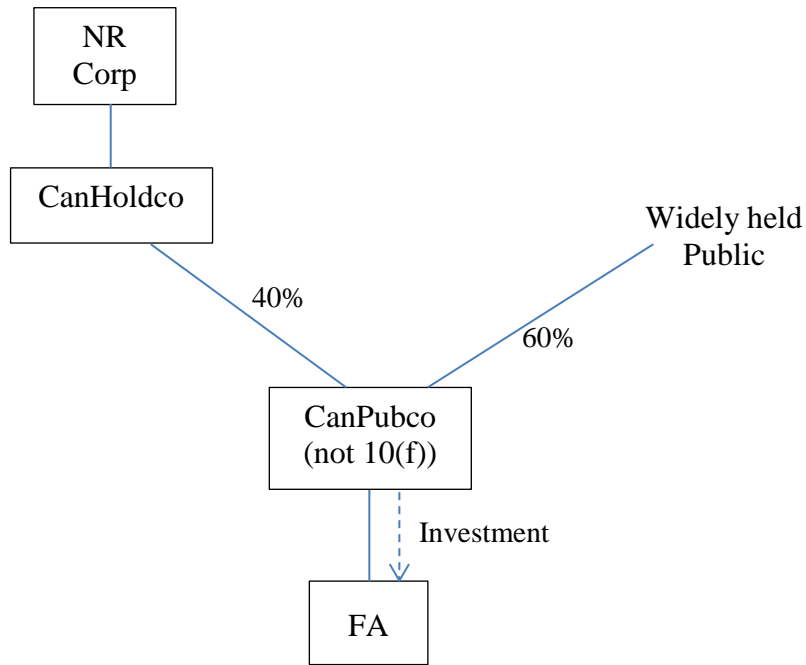 NR
Corp
CanHoldco
Widely held
Public
40%
60%
CanPubco
(not 10(f))
Investment
FA